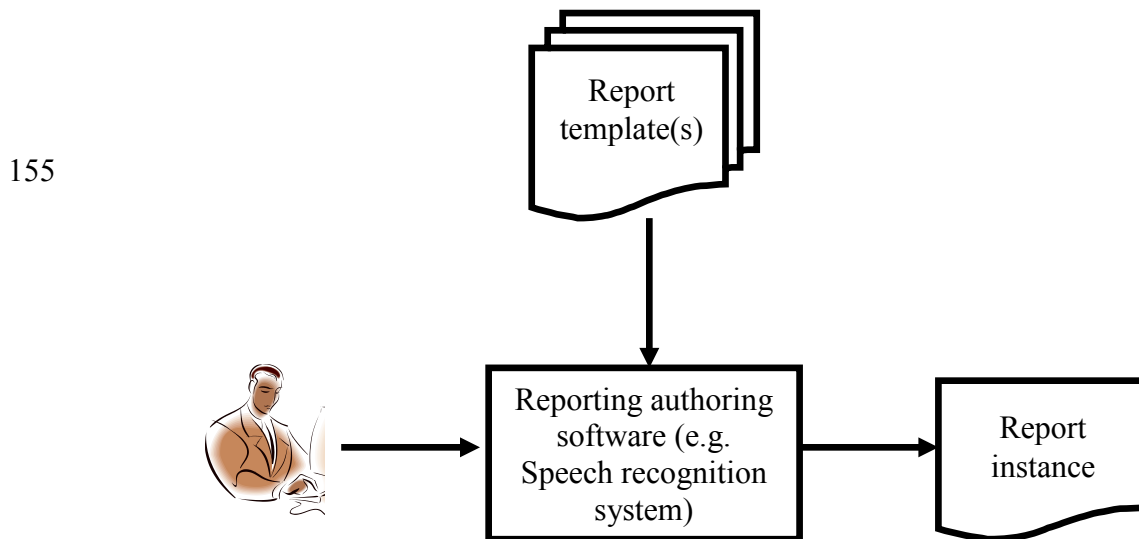 Report
template(s)
155
Reporting authoring
software (e.g.
Speech recognition
system)
Report
instance